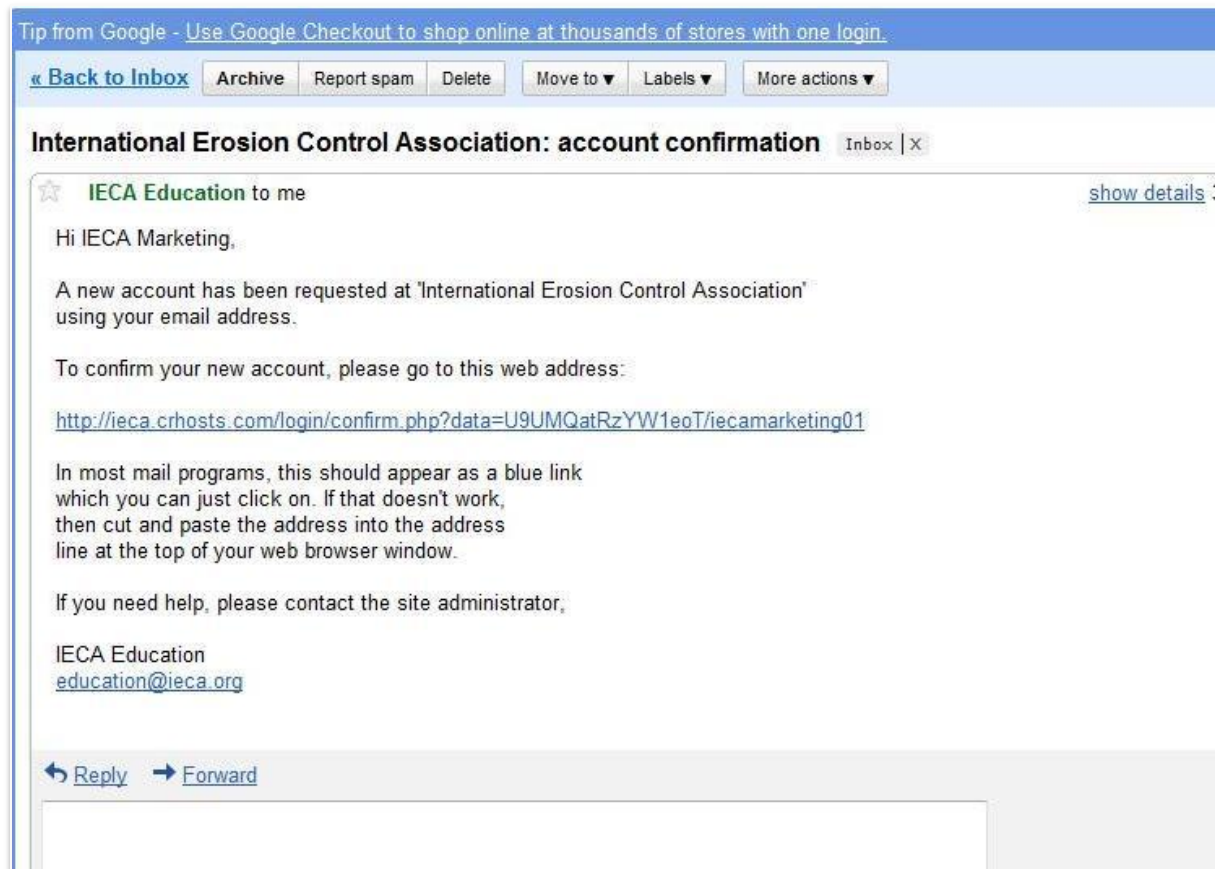 Tip from Google - Use Google Checkout to shop online at thousands of stores with one login.
« Back to Inbox Archive Report spam Delete Move to ▼ Labels ▼ More actions ▼
International Erosion Control Association: account confirmation Inbox | X
IECA Education to me show details
Hi IECA Marketing,
A new account has been requested at 'International Erosion Control Association'
using your email address.
To confirm your new account, please go to this web address:
http://ieca.crhosts.com/login/confirm.php?data=U9UMQatRzYW1eoT/iecamarketing01
In most mail programs, this should appear as a blue link
which you can just click on. If that doesn't work,
then cut and paste the address into the address
line at the top of your web browser window.
If you need help, please contact the site administrator,
IECA Education
education@ieca.org
Reply Forward